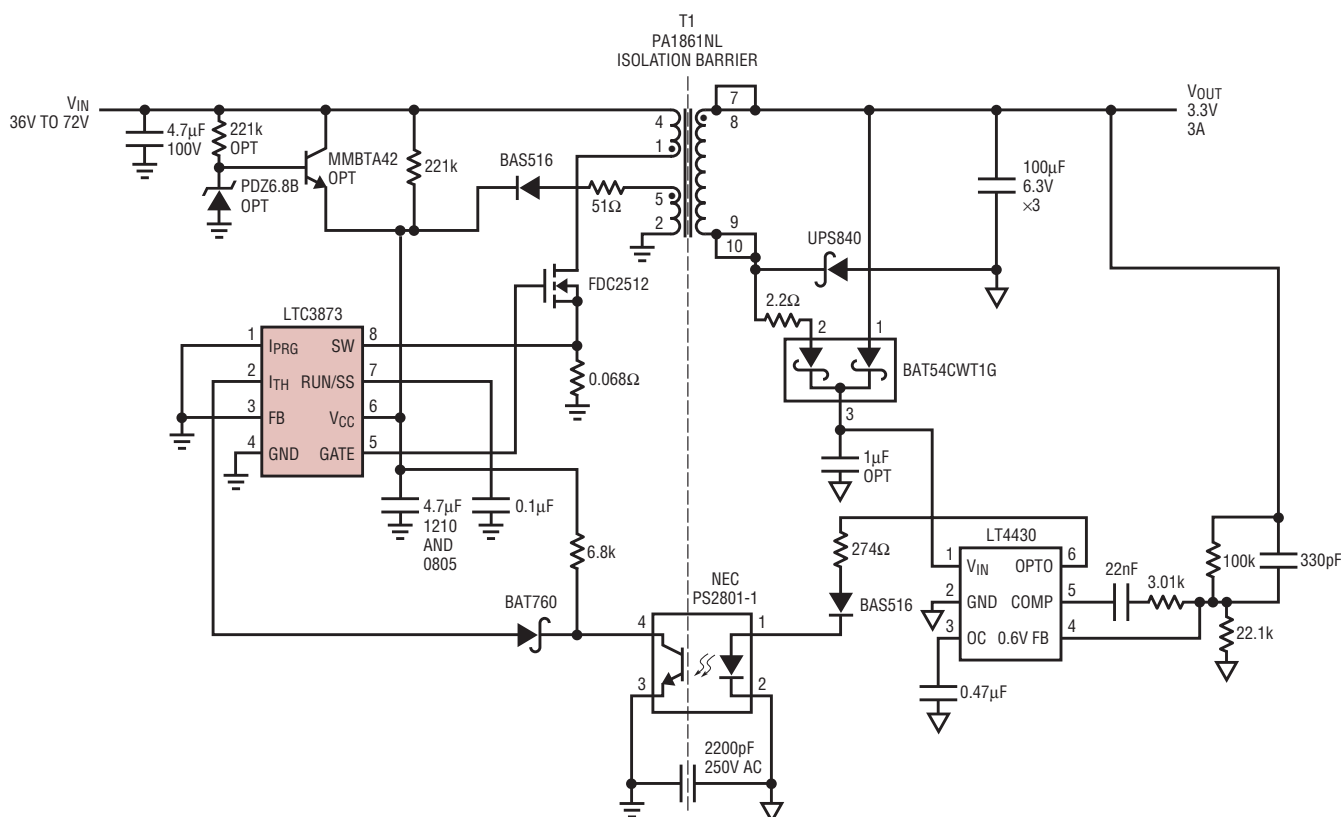 T1
PA1861NL
ISOLATION BARRIER
VIN
36V TO 72V
4.7µF
100V
221k
OPT
MMBTA42
OPT
PDZ6.8B
OPT
221k
BAS516
51Ω
4
1
5
2
7
8
9
10
VOUT
3.3V
3A
100µF
6.3V
×3
UPS840
FDC2512
2.2Ω
2
1
BAT54CWT1G
3
LTC3873
1
IPRG
SW
8
2
ITH
RUN/SS
7
3
FB
VCC
6
4
GND
GATE
5
0.068Ω
1µF
OPT
4.7µF
1210
AND
0805
0.1µF
6.8k
274Ω
BAS516
LT4430
1
VIN
OPTO
6
2
GND
COMP
5
3
OC
0.6V FB
4
22nF
3.01k
100k
330pF
22.1k
0.47µF
BAT760
NEC
PS2801-1
4
1
3
2
2200pF
250V AC